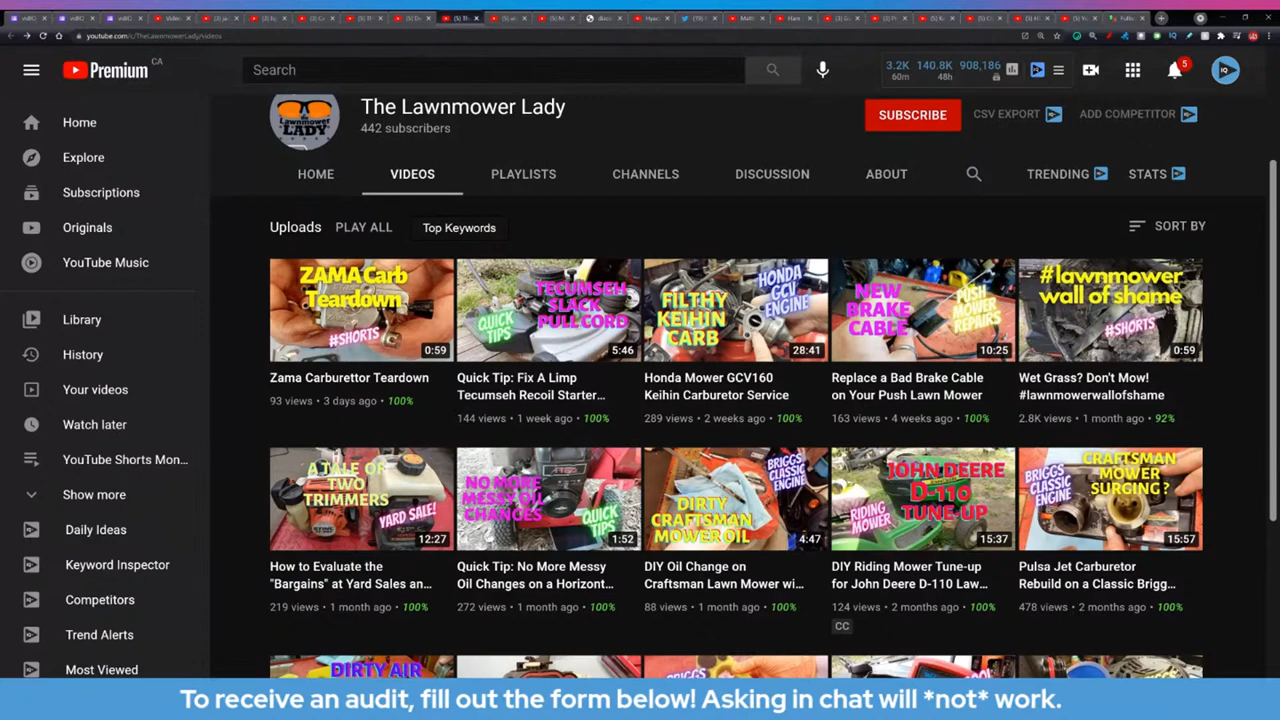 youtube.com/c/TheLawnmowerLady/videos
Premium CA
Search
3.2K 140.8K 908,186
60m 48h
5
Home
Explore
Subscriptions
Originals
YouTube Music
Library
History
Your videos
Watch later
YouTube Shorts Mon...
Show more
Daily Ideas
Keyword Inspector
Competitors
Trend Alerts
Most Viewed
The Lawnmower Lady
442 subscribers
SUBSCRIBE
CSV EXPORT
ADD COMPETITOR
HOME
VIDEOS
PLAYLISTS
CHANNELS
DISCUSSION
ABOUT
TRENDING
STATS
Uploads
PLAY ALL
Top Keywords
SORT BY
ZAMA Carb
Teardown
#SHORTS
0:59
Zama Carburettor Teardown
93 views • 3 days ago • 100%
TECUMSEH
SLACK
PULL CORD
QUICK
TIPS
5:46
Quick Tip: Fix A Limp
Tecumseh Recoil Starter...
144 views • 1 week ago • 100%
FILTHY
KEIHIN
CARB
HONDA
GCV
ENGINE
28:41
Honda Mower GCV160
Keihin Carburetor Service
289 views • 2 weeks ago • 100%
NEW
BRAKE
CABLE
PUSH
MOWER
REPAIRS
10:25
Replace a Bad Brake Cable
on Your Push Lawn Mower
163 views • 4 weeks ago • 100%
#lawnmower
wall of shame
#SHORTS
0:59
Wet Grass? Don't Mow!
#lawnmowerwallofshame
2.8K views • 1 month ago • 92%
A TALE OF
TWO
TRIMMERS
YARD SALE!
12:27
How to Evaluate the
"Bargains" at Yard Sales an...
219 views • 1 month ago • 100%
NO MORE
MESSY OIL
CHANGES
QUICK
TIPS
1:52
Quick Tip: No More Messy
Oil Changes on a Horizont...
272 views • 1 month ago • 100%
BRIGGS
CLASSIC
ENGINE
DIRTY
CRAFTSMAN
MOWER OIL
4:47
DIY Oil Change on
Craftsman Lawn Mower wi...
88 views • 1 month ago • 100%
JOHN DEERE
D-110
TUNE-UP
RIDING
MOWER
15:37
DIY Riding Mower Tune-up
for John Deere D-110 Law...
124 views • 2 months ago • 100%
CC
CRAFTSMAN
MOWER
SURGING?
BRIGGS
CLASSIC
ENGINE
15:57
Pulsa Jet Carburetor
Rebuild on a Classic Brigg...
478 views • 2 months ago • 100%
DIRTY AIR
BRIGGS
To receive an audit, fill out the form below! Asking in chat will *not* work.